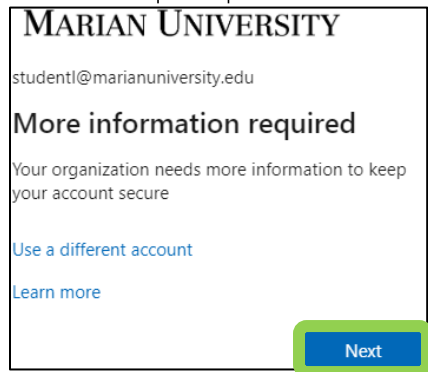 MARIAN UNIVERSITY
studentl@marianuniversity.edu
More information required
Your organization needs more information to keep
your account secure
Use a different account
Learn more
Next